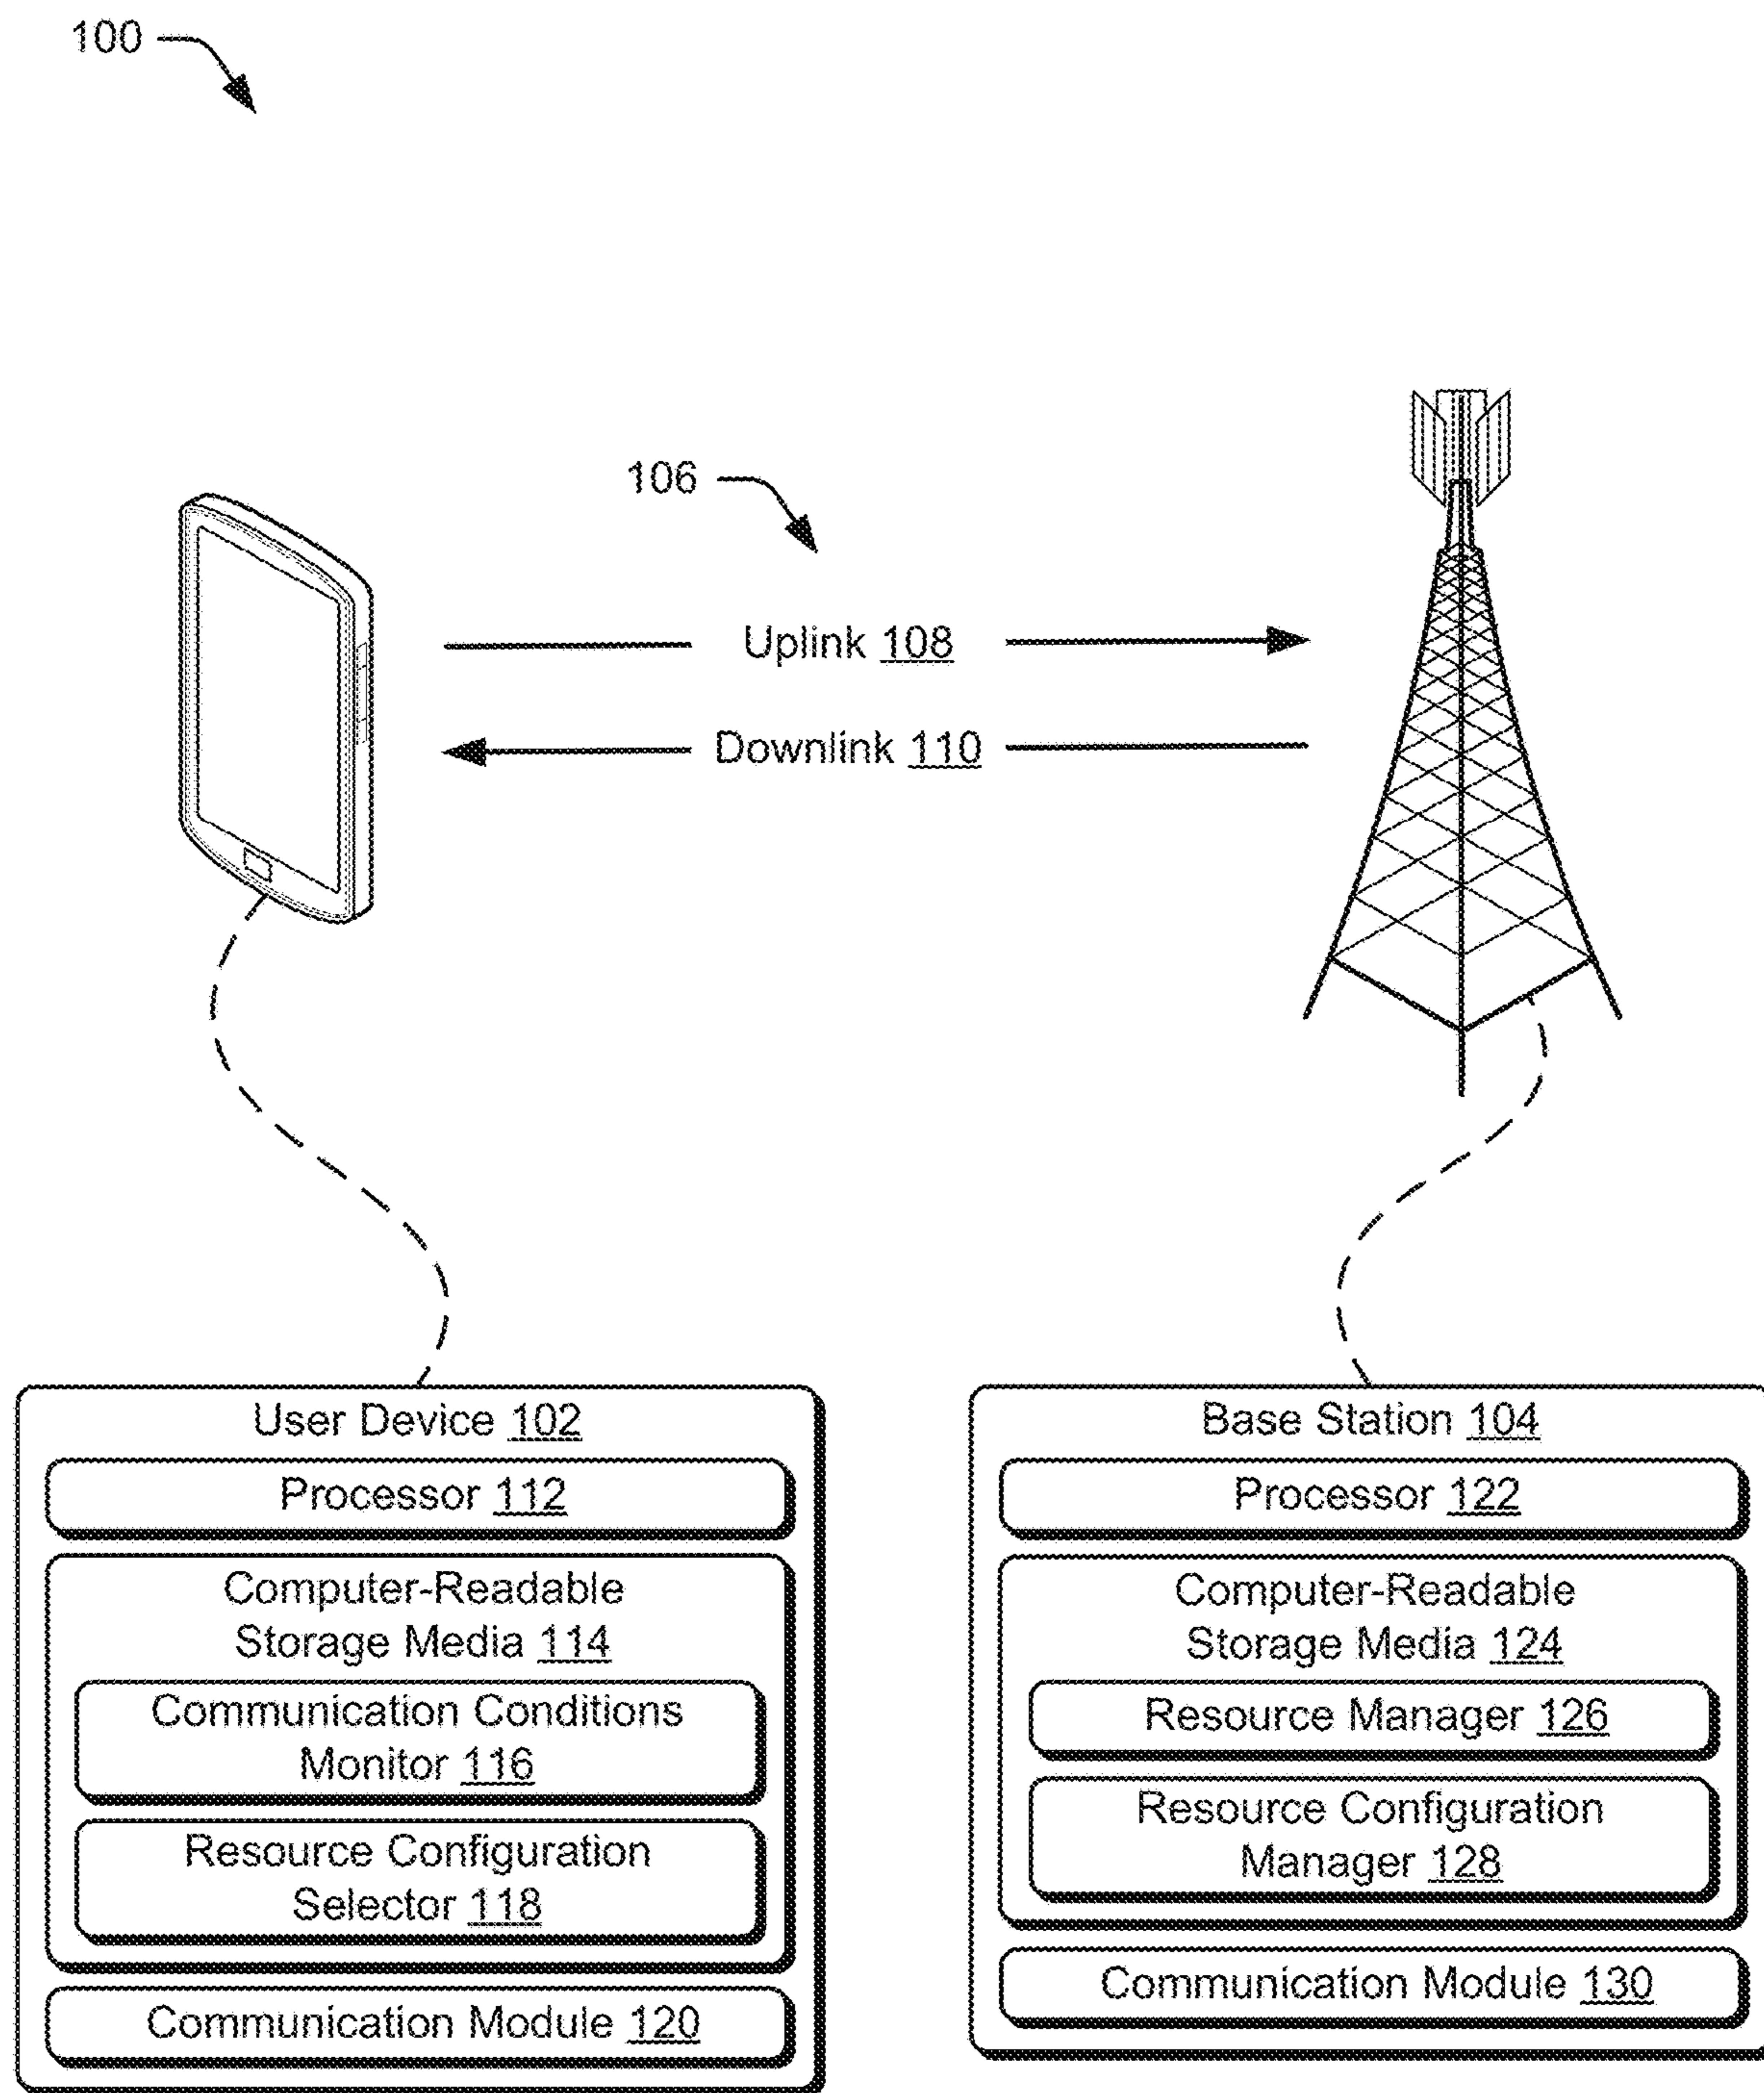 100
106
Uplink 108
Downlink 110
User Device 102
Processor 112
Computer-Readable
Storage Media 114
Communication Conditions
Monitor 116
Resource Configuration
Selector 118
Communication Module 120
Base Station 104
Processor 122
Computer-Readable
Storage Media 124
Resource Manager 126
Resource Configuration
Manager 128
Communication Module 130